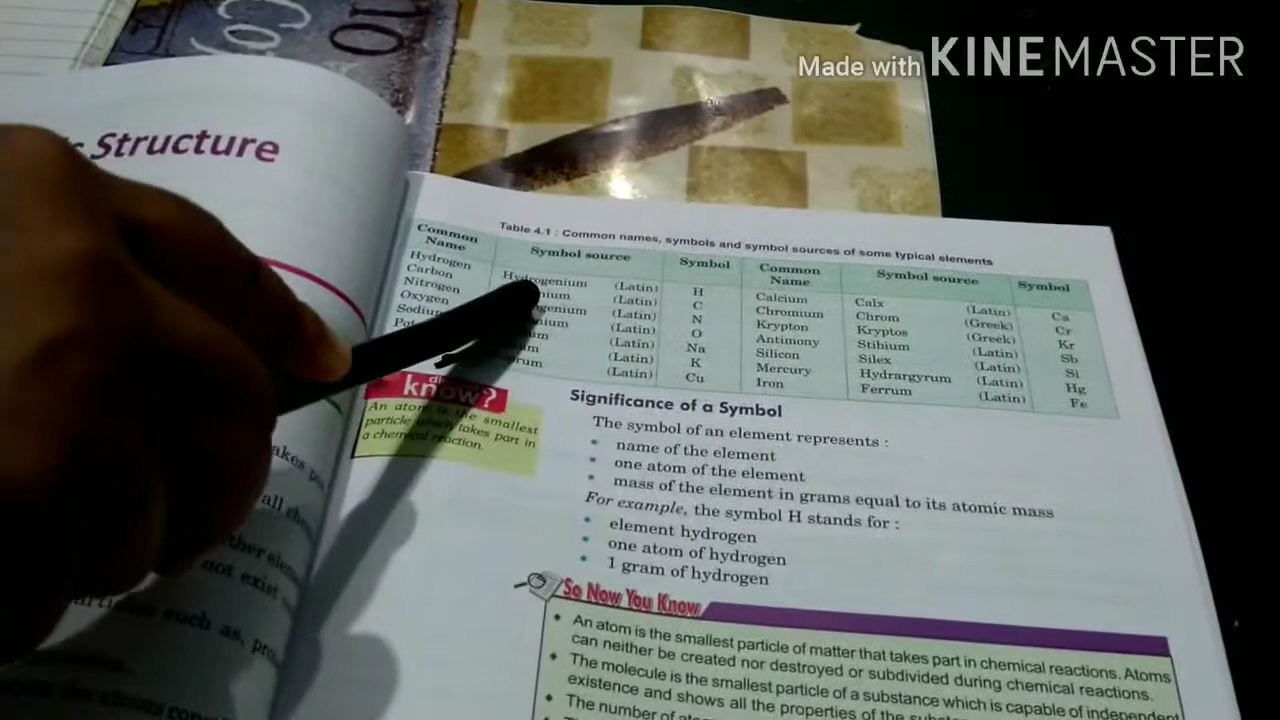 Made with KINEMASTER
Structure
Table 4.1 : Common names, symbols and symbol sources of some typical elements
Common Name Symbol source Symbol Common Name Symbol source Symbol
Hydrogen Hydrogenium (Latin) H Calcium Calx (Latin) Ca
Carbon (Latin) C Chromium Chrom (Greek) Cr
Nitrogen (Latin) N Krypton Kryptos (Greek) Kr
Oxygen (Latin) O Antimony Stibium (Latin) Sb
(Latin) Na Silicon Silex (Latin) Si
(Latin) K Mercury Hydrargyrum (Latin) Hg
(Latin) Cu Iron Ferrum (Latin) Fe
know?
An atom is the smallest
particle which takes part in
a chemical reaction.
Significance of a Symbol
The symbol of an element represents :
• name of the element
• one atom of the element
• mass of the element in grams equal to its atomic mass
For example, the symbol H stands for :
• element hydrogen
• one atom of hydrogen
• 1 gram of hydrogen
So Now You Know
• An atom is the smallest particle of matter that takes part in chemical reactions. Atoms
can neither be created nor destroyed or subdivided during chemical reactions.
• The molecule is the smallest particle of a substance which is capable of independent
existence and shows all the properties of the
• The number of
all
not exist
such as,